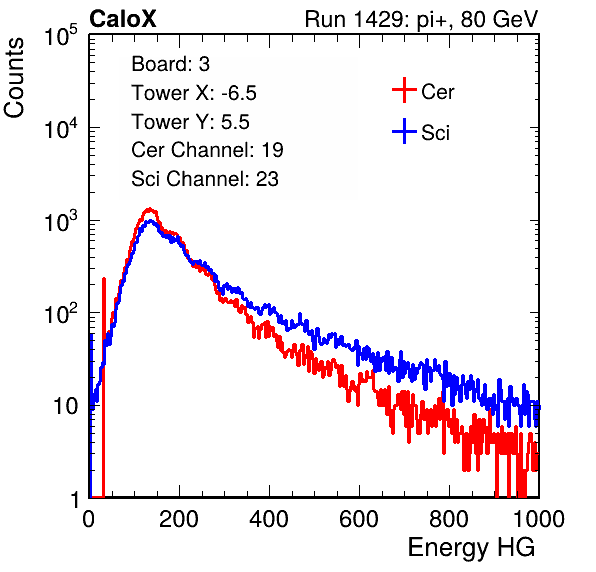 CaloX Run 1429: pi+, 80 GeV
Counts
10^5
10^4
10^3
10^2
10
1
Board: 3
Tower X: -6.5
Tower Y: 5.5
Cer Channel: 19
Sci Channel: 23
Cer
Sci
0 200 400 600 800 1000
Energy HG